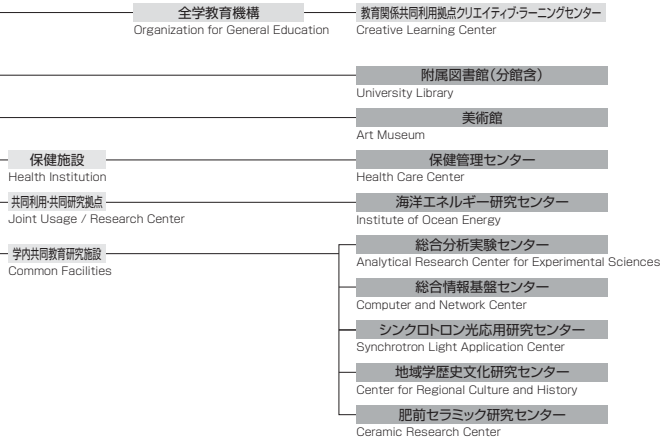 全学教育機構
Organization for General Education
教育関係共同利用拠点クリエイティブ・ラーニングセンター
Creative Learning Center
附属図書館（分館含）
University Library
美術館
Art Museum
保健施設
Health Institution
保健管理センター
Health Care Center
共同利用・共同研究拠点
Joint Usage / Research Center
海洋エネルギー研究センター
Institute of Ocean Energy
学内共同教育研究施設
Common Facilities
総合分析実験センター
Analytical Research Center for Experimental Sciences
総合情報基盤センター
Computer and Network Center
シンクロトロン光応用研究センター
Synchrotron Light Application Center
地域学歴史文化研究センター
Center for Regional Culture and History
肥前セラミック研究センター
Ceramic Research Center